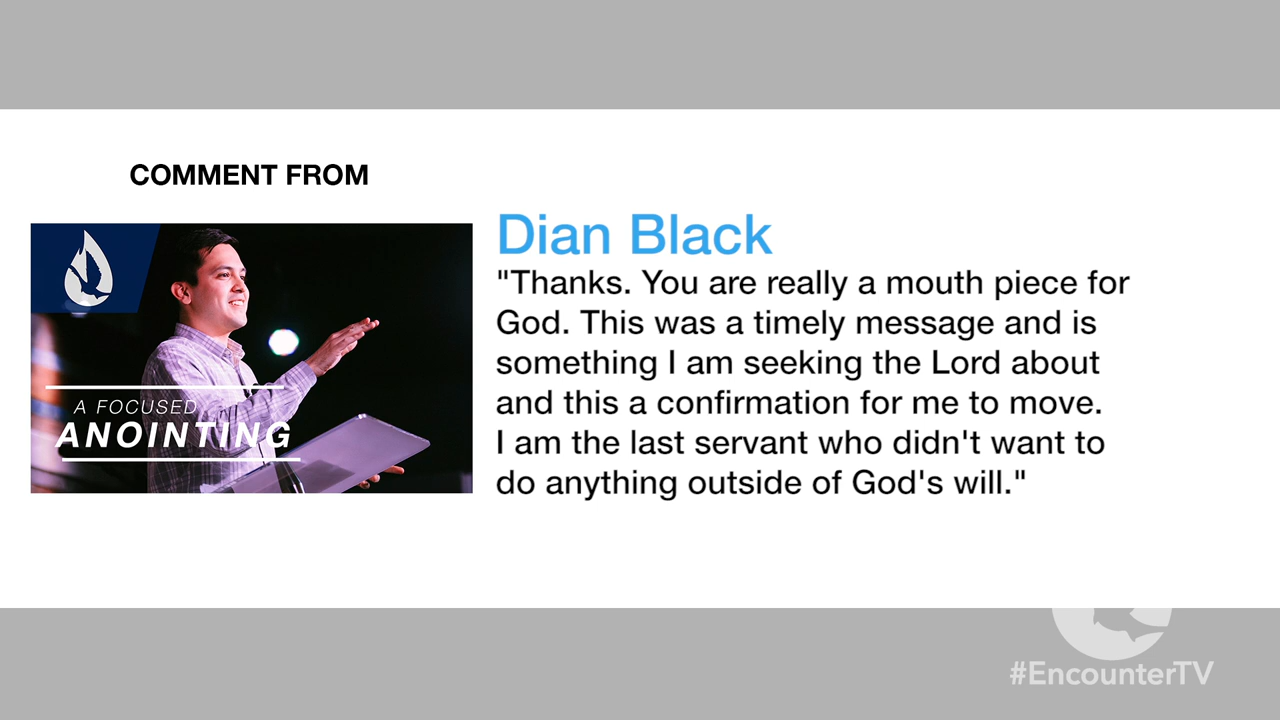 COMMENT FROM
A FOCUSED
ANOINTING
Dian Black
"Thanks. You are really a mouth piece for
God. This was a timely message and is
something I am seeking the Lord about
and this a confirmation for me to move.
I am the last servant who didn't want to
do anything outside of God's will."
#EncounterTV